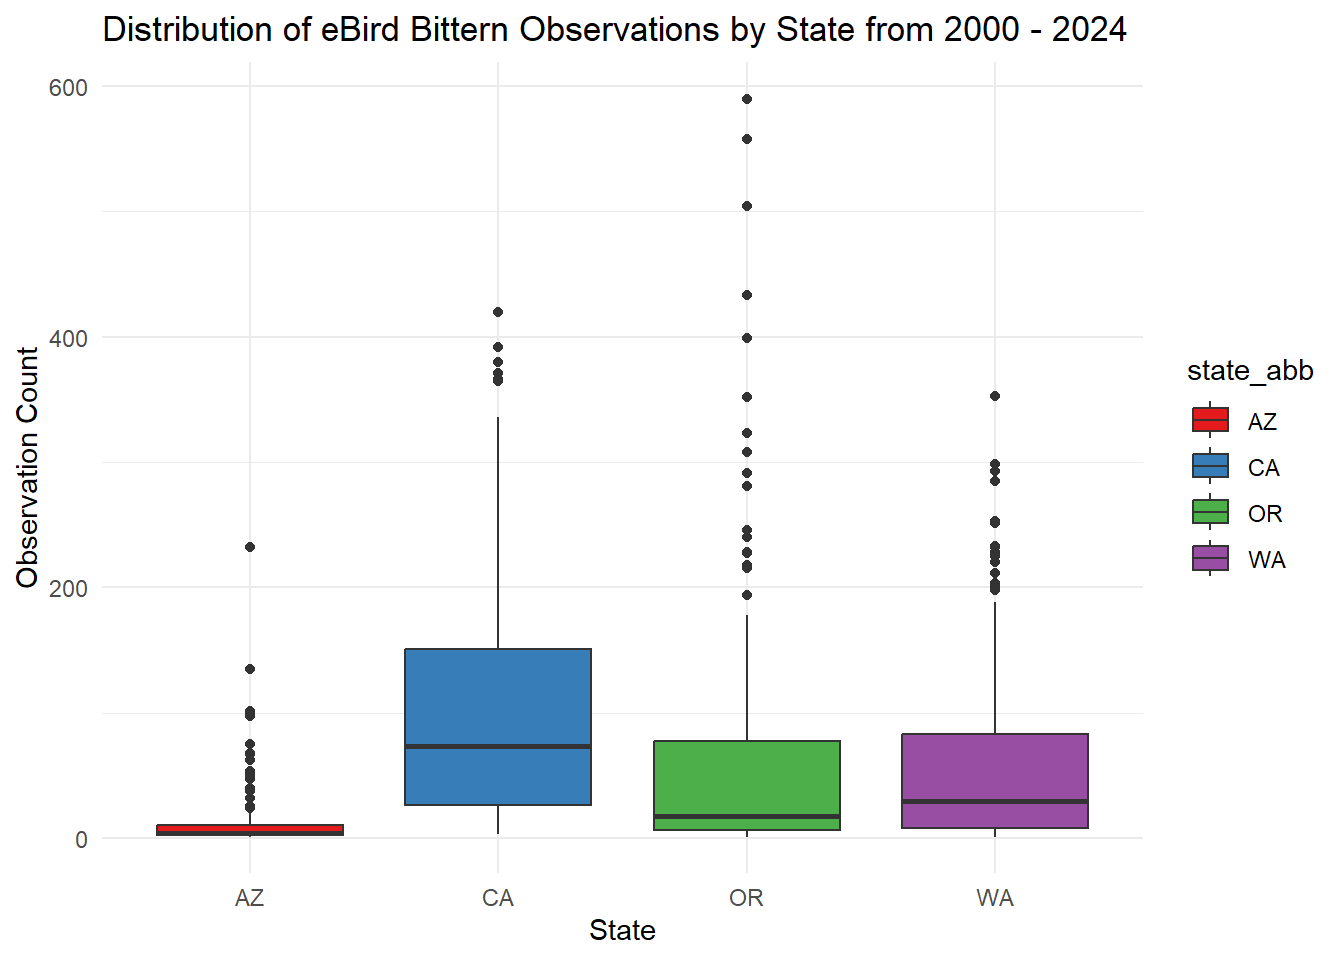 Distribution of eBird Bittern Observations by State from 2000 - 2024
Observation Count
600
400
200
0
AZ
CA
OR
WA
State
state_abb
AZ
CA
OR
WA